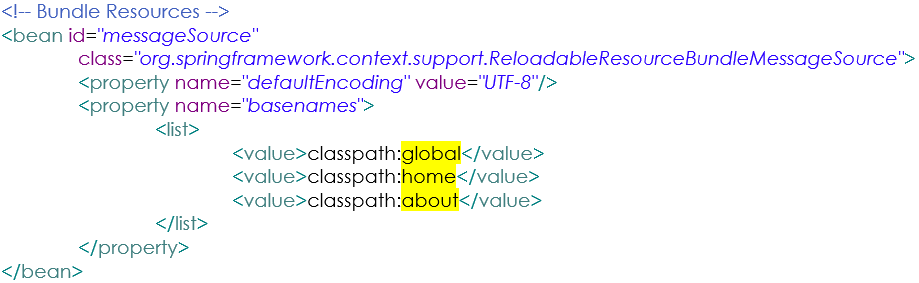 <!-- Bundle Resources -->
<bean id="messageSource"
class="org.springframework.context.support.ReloadableResourceBundleMessageSource">
<property name="defaultEncoding" value="UTF-8"/>
<property name="basenames">
<list>
<value>classpath:global</value>
<value>classpath:home</value>
<value>classpath:about</value>
</list>
</property>
</bean>